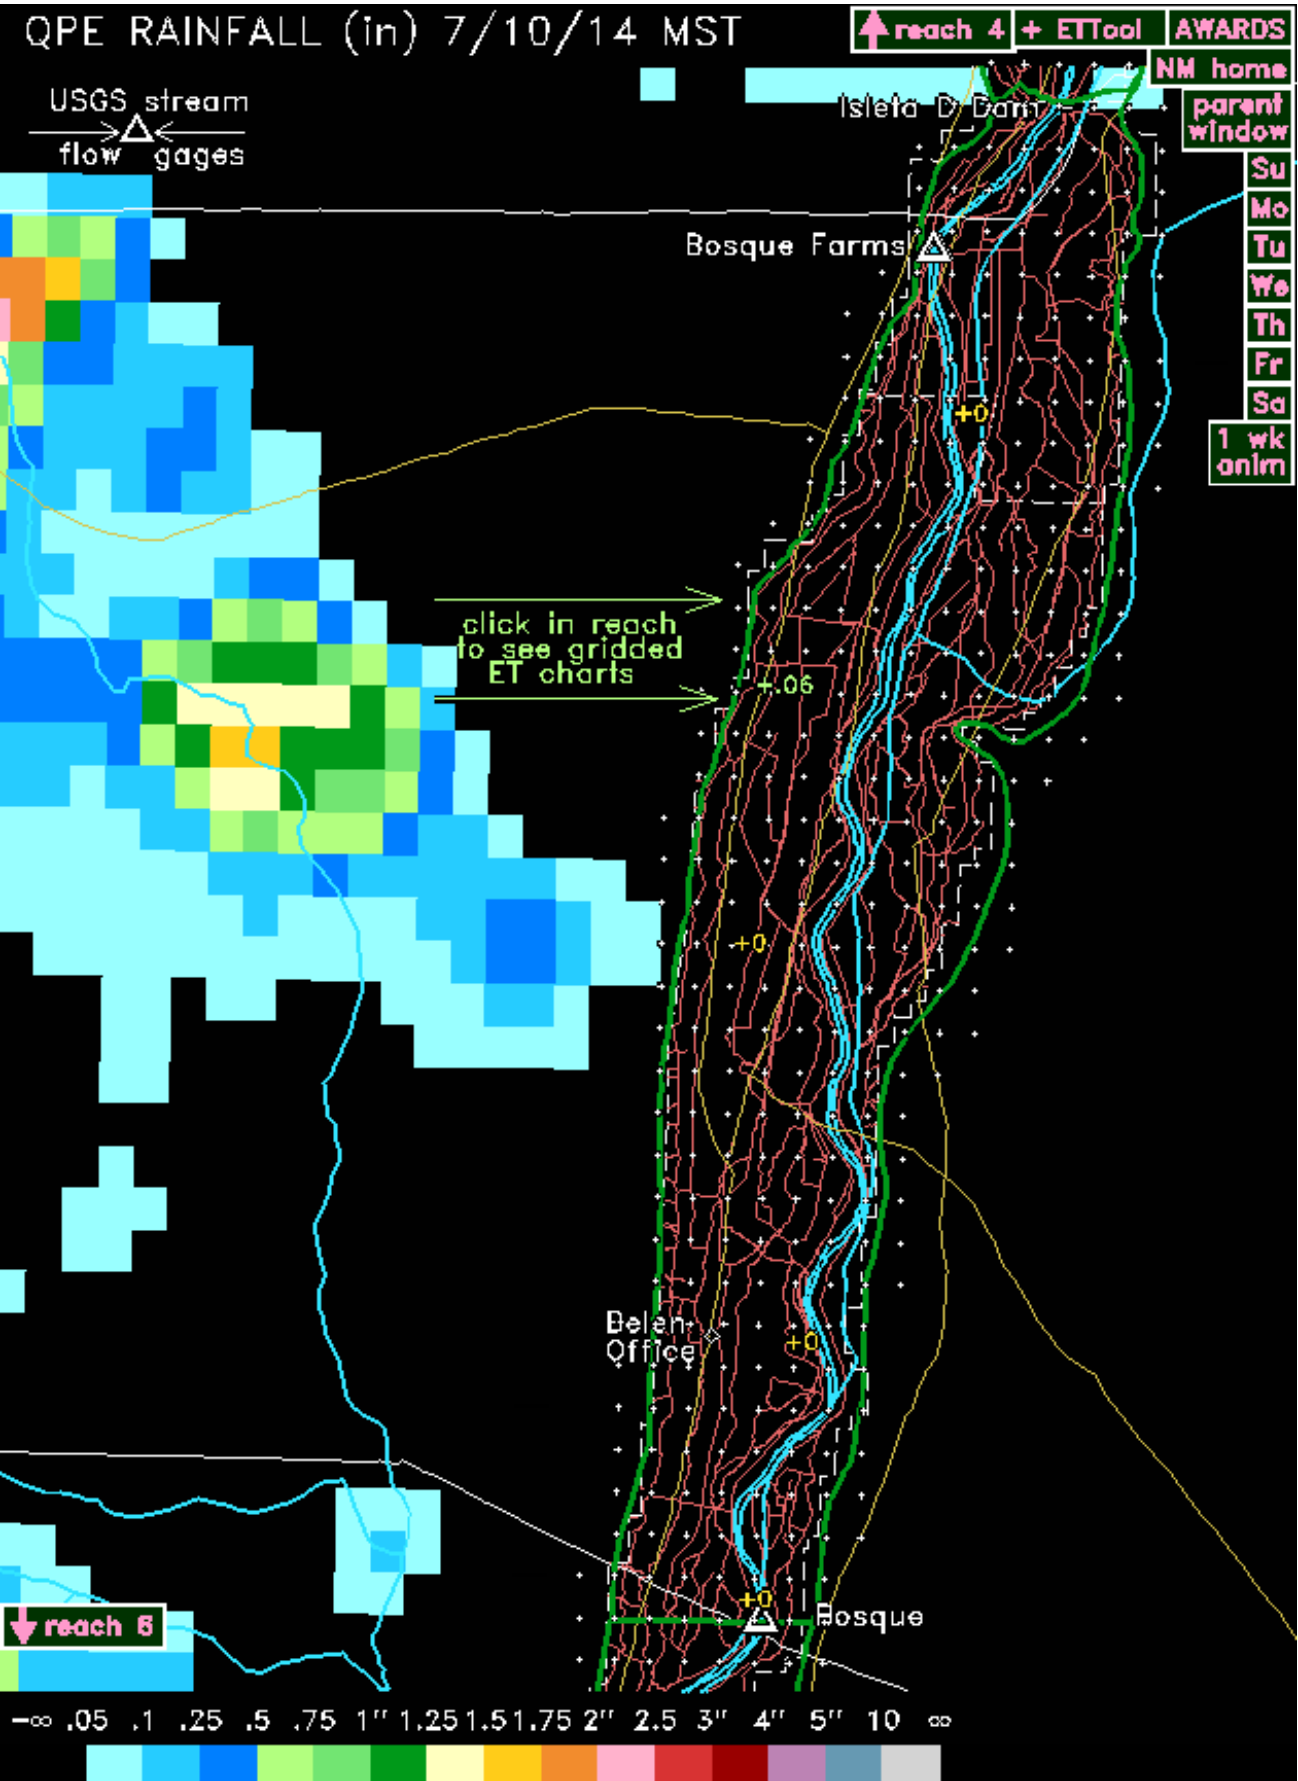 QPE RAINFALL (in) 7/10/14 MST
reach 4
+ ETTool
AWARDS
NM home
parent
window
Su
Mo
Tu
We
Th
Fr
Sa
1 wk
anim
USGS stream
flow gages
Isleta D Dam
Bosque Farms
+0
click in reach
to see gridded
ET charts
+.06
+0
Belen
Office
+0
+0
Bosque
reach 6
-∞ .05 .1 .25 .5 .75 1" 1.25 1.5 1.75 2" 2.5 3" 4" 5" 10 ∞